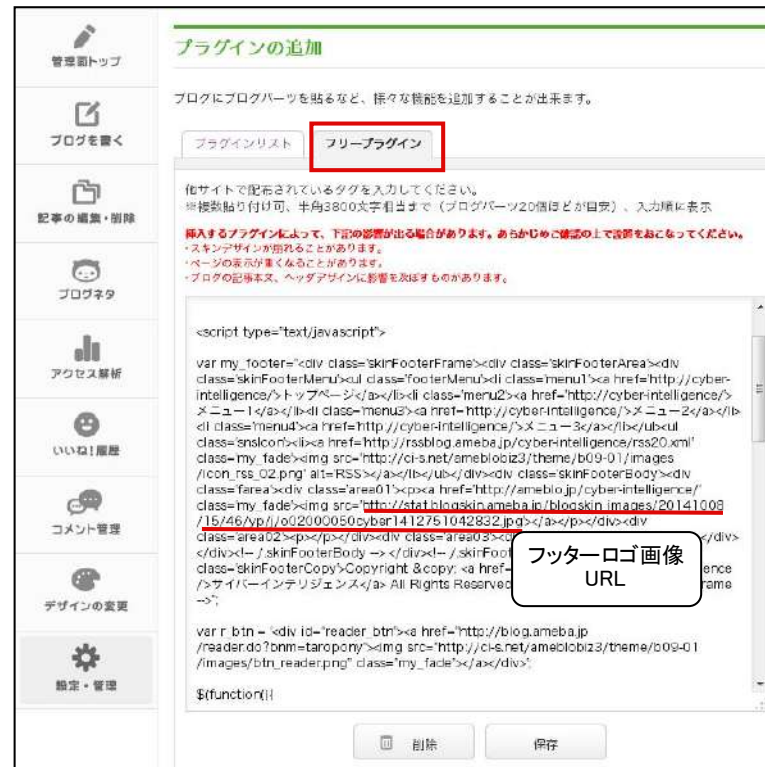 管理画トップ
ブログを書く
記事の編集・削除
ブログネタ
アクセス解析
いいね!履歴
コメント管理
デザインの変更
設定・管理
プラグインの追加
ブログにブログパーツを貼るなど、様々な機能を追加することが出来ます。
プラグインリスト
フリープラグイン
他サイトで配布されているタグを入力してください。
※複数貼り付け可、半角3800文字相当まで(ブログパーツ20個ほどが目安)、入力順に表示
挿入するプラグインによって、下記の影響が出る場合があります。あらかじめご確認の上で設置をおこなってください。
・スキンデザインが崩れることがあります。
・ページの表示が重くなることがあります。
・ブログの記事本文、ヘッダデザインに影響を及ぼすものがあります。
<script type="text/javascript">
var my_footer="<div class='skinFooterFrame'><div class='skinFooterArea'><div
class='skinFooterMenu'><ul class='footerMenu'><li class='menu1'><a href='http://cyber-
intelligence/'>トップページ</a></li><li class='menu2'><a href='http://cyber-intelligence/'>
メニュー1</a></li><li class='menu3'><a href='http://cyber-intelligence/'>メニュー2</a></li>
<li class='menu4'><a href='http://cyber-intelligence/'>メニュー3</a></li></ul><ul
class='snsIcon'><li><a href='http://rssblog.ameba.jp/cyber-intelligence/rss20.xml'
class='my_fade'><img src='http://ci-s.net/ameblobiz3/theme/b09-01/images
/icon_rss_02.png' alt='RSS'></a></li></ul></div><div class='skinFooterBody'><div
class='farea'><div class='area01'><p><a href='http://ameblo.jp/cyber-intelligence/'
class='my_fade'><img src='http://stat.blogskin.ameba.jp/blogskin_images/20141008
/15/46/yp/j/o02000050cyber1412751042832.jpg'></a></p></div><div
class='area02'><p></p></div><div class='area03'><
</div>
</div><!-- /.skinFooterBody --> </div><!-- /.skinFoot
class='skinFooterCopy'>Copyright &copy; <a href=
ence
/'>サイバーインテリジェンス</a> All Rights Reserved
rame
-->";
フッターロゴ画像
URL
var r_btn = '<div id="reader_btn"><a href="http://blog.ameba.jp
/reader.do?bnm=taropony"><img src="http://ci-s.net/ameblobiz3/theme/b09-01
/images/btn_reader.png" class="my_fade"></a></div>';
$(function(){
削除
保存